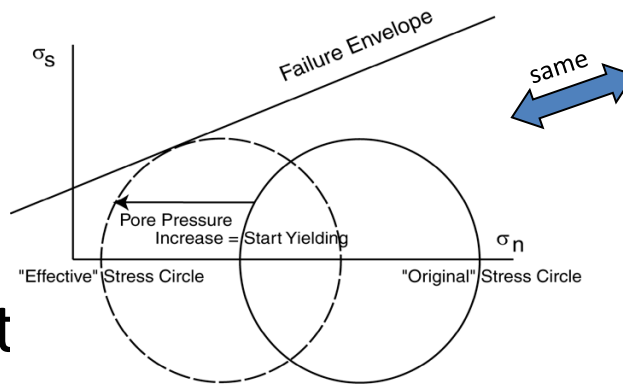 σs
Failure Envelope
same
Pore Pressure
Increase = Start Yielding
σn
"Effective" Stress Circle
"Original" Stress Circle
t